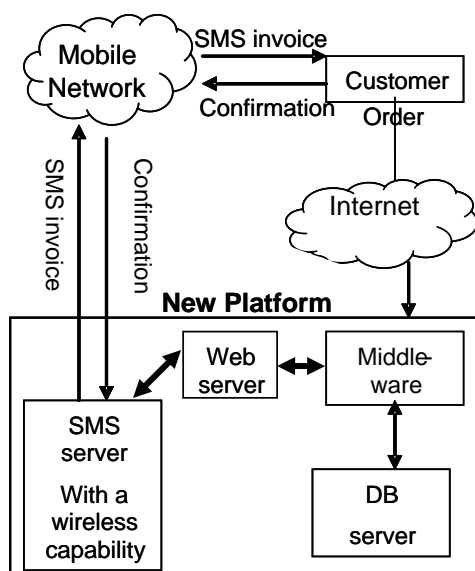 Mobile
Network
SMS invoice
Confirmation
Customer
Order
Internet
SMS invoice
Confirmation
New Platform
Web
server
Middle-
ware
SMS
server
With a
wireless
capability
DB
server